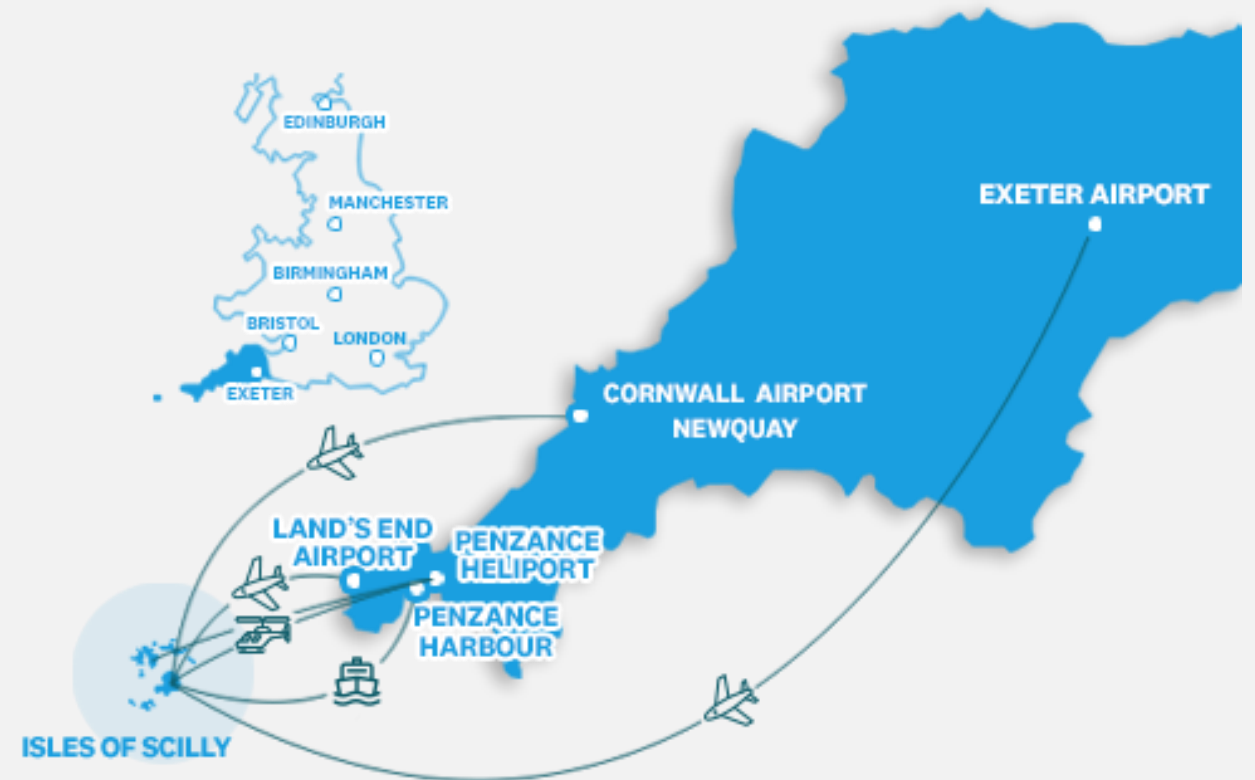 EDINBURGH
MANCHESTER
BIRMINGHAM
BRISTOL
LONDON
EXETER
EXETER AIRPORT
CORNWALL AIRPORT
NEWQUAY
LAND'S END
AIRPORT
PENZANCE
HELIPORT
PENZANCE
HARBOUR
ISLES OF SCILLY